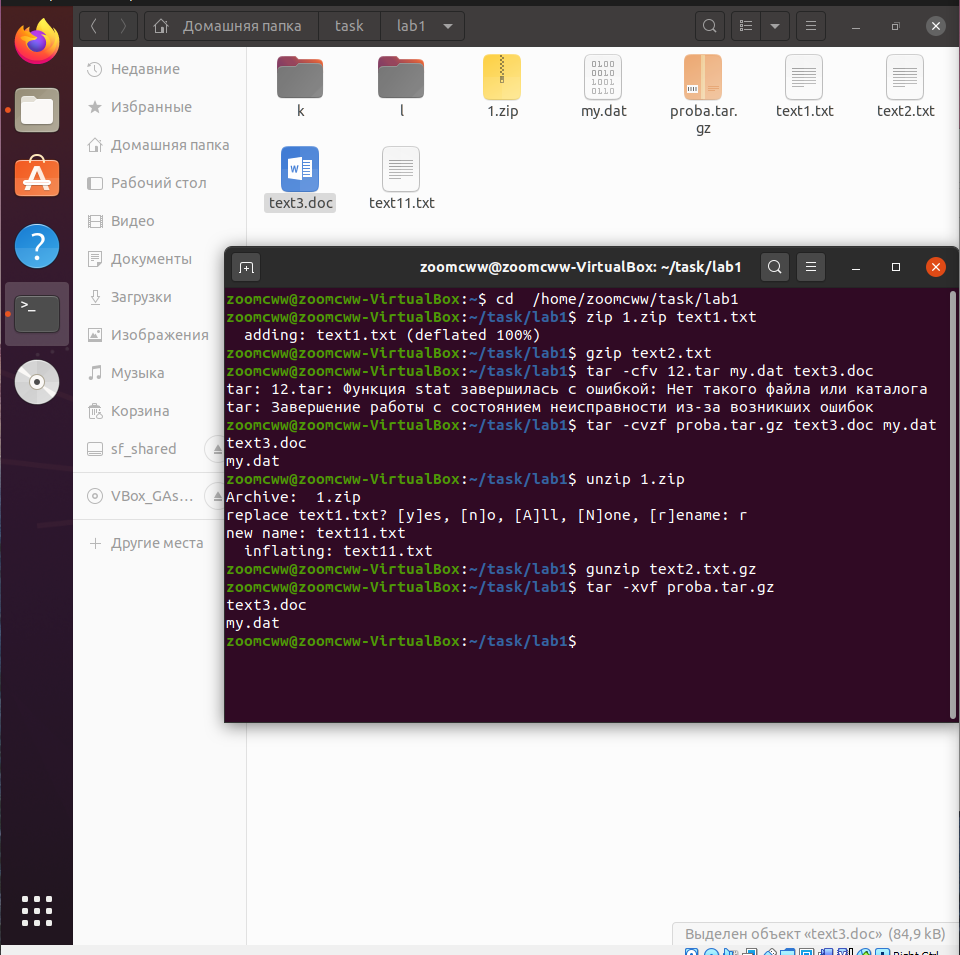 Домашняя папка task lab1
Недавние
Избранные
Домашняя папка
Рабочий стол
Видео
Документы
Загрузки
Изображения
Музыка
Корзина
sf_shared
VBox_GAs...
Другие места
k
l
1.zip
my.dat
proba.tar.
gz
text1.txt
text2.txt
text3.doc
text11.txt
zoomcww@zoomcww-VirtualBox: ~/task/lab1
zoomcww@zoomcww-VirtualBox:~$ cd  /home/zoomcww/task/lab1
zoomcww@zoomcww-VirtualBox:~/task/lab1$ zip 1.zip text1.txt
  adding: text1.txt (deflated 100%)
zoomcww@zoomcww-VirtualBox:~/task/lab1$ gzip text2.txt
zoomcww@zoomcww-VirtualBox:~/task/lab1$ tar -cfv 12.tar my.dat text3.doc
tar: 12.tar: Функция stat завершилась с ошибкой: Нет такого файла или каталога
tar: Завершение работы с состоянием неисправности из-за возникших ошибок
zoomcww@zoomcww-VirtualBox:~/task/lab1$ tar -cvzf proba.tar.gz text3.doc my.dat
text3.doc
my.dat
zoomcww@zoomcww-VirtualBox:~/task/lab1$ unzip 1.zip
Archive:  1.zip
replace text1.txt? [y]es, [n]o, [A]ll, [N]one, [r]ename: r
new name: text11.txt
  inflating: text11.txt
zoomcww@zoomcww-VirtualBox:~/task/lab1$ gunzip text2.txt.gz
zoomcww@zoomcww-VirtualBox:~/task/lab1$ tar -xvf proba.tar.gz
text3.doc
my.dat
zoomcww@zoomcww-VirtualBox:~/task/lab1$
Выделен объект «text3.doc» (84,9 kB)
Right Ctrl